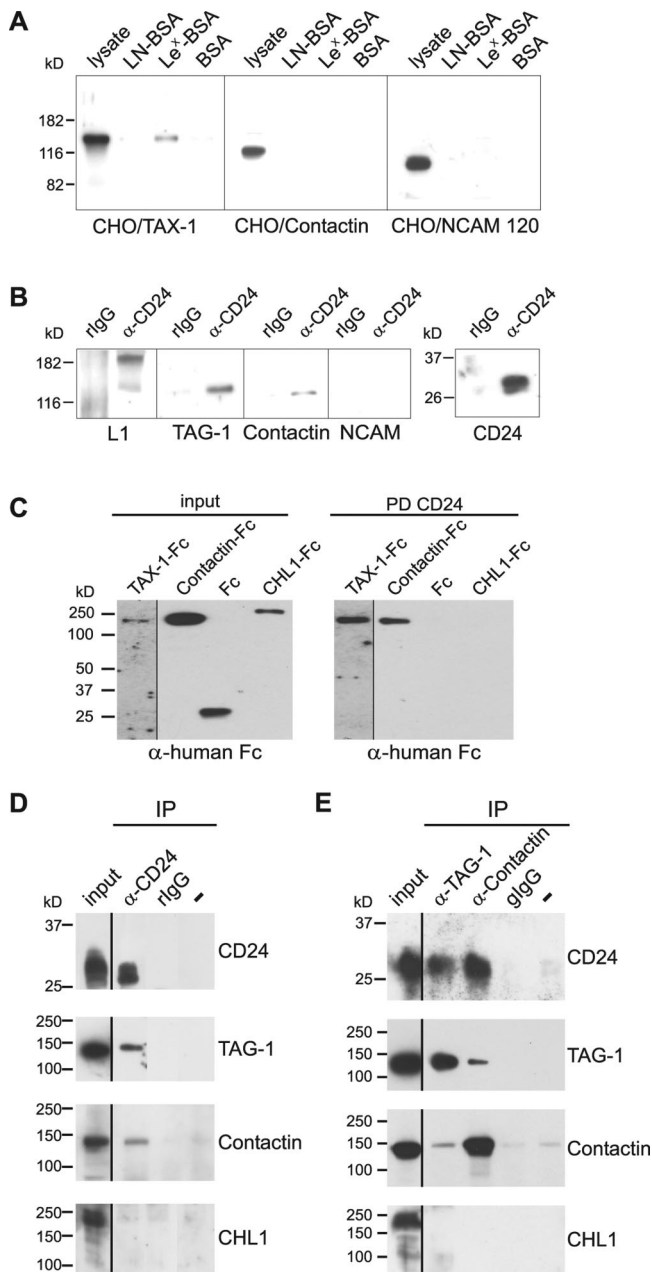 A
kD lysate LN-BSA Leˣ-BSA BSA lysate LN-BSA Leˣ-BSA BSA lysate LN-BSA Leˣ-BSA BSA
182
116
82
CHO/TAX-1 CHO/Contactin CHO/NCAM 120
B
kD rIgG α-CD24 rIgG α-CD24 rIgG α-CD24 rIgG α-CD24 kD rIgG α-CD24
182 37
116 26
L1 TAG-1 Contactin NCAM CD24
C
input PD CD24
kD TAX-1-Fc Contactin-Fc Fc CHL1-Fc TAX-1-Fc Contactin-Fc Fc CHL1-Fc
250
100
50
37
25
α-human Fc α-human Fc
D
IP
kD input α-CD24 rIgG -
37
CD24
25
250
150 TAG-1
100
250
150 Contactin
100
250
150 CHL1
100
E
IP
kD input α-TAG-1 α-Contactin gIgG -
37
CD24
25
250
150 TAG-1
100
250
150 Contactin
100
250
150 CHL1
100